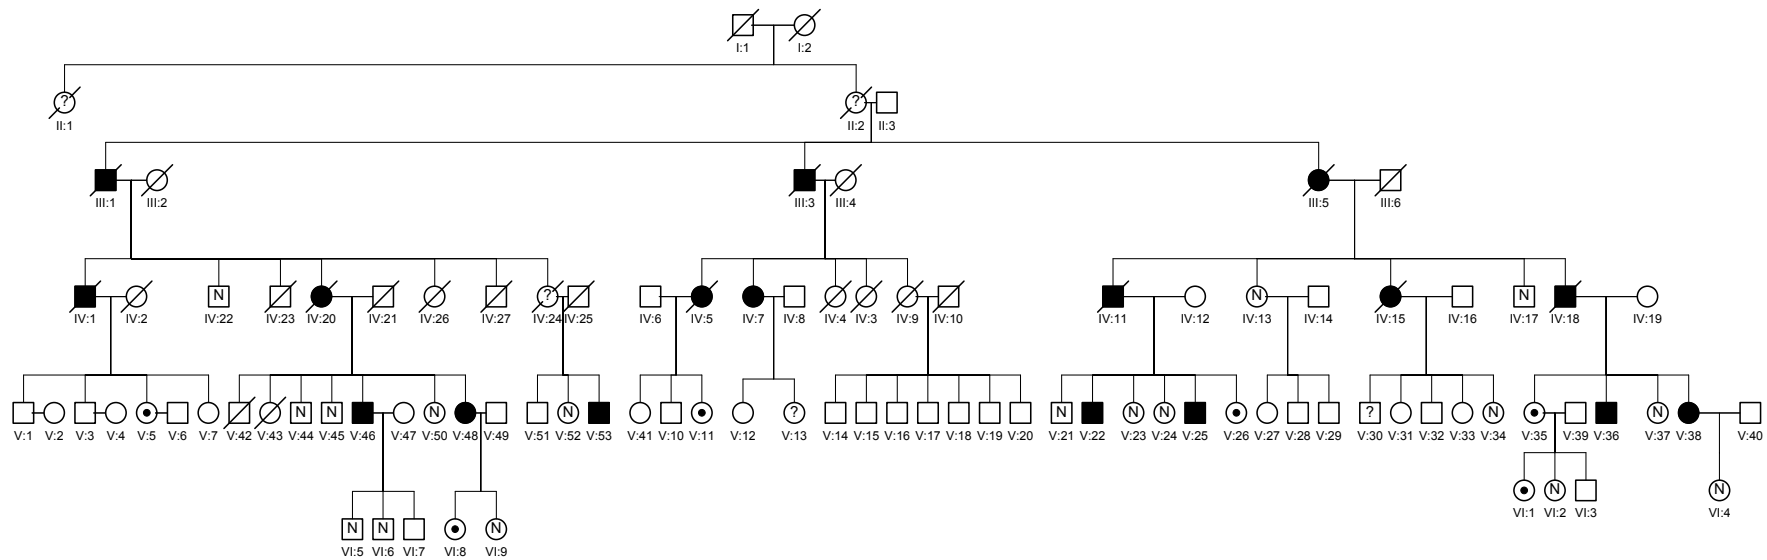 I:1 I:2
? ?
II:1 II:2 II:3
III:1 III:2 III:3 III:4 III:5 III:6
N ? N N
IV:1 IV:2 IV:22 IV:23 IV:20 IV:21 IV:26 IV:27 IV:24 IV:25 IV:6 IV:5 IV:7 IV:8 IV:4 IV:3 IV:9 IV:10 IV:11 IV:12 IV:13 IV:14 IV:15 IV:16 IV:17 IV:18 IV:19
N N N N ? N N N ? N N
V:1 V:2 V:3 V:4 V:5 V:6 V:7 V:42 V:43 V:44 V:45 V:46 V:47 V:50 V:48 V:49 V:51 V:52 V:53 V:41 V:10 V:11 V:12 V:13 V:14 V:15 V:16 V:17 V:18 V:19 V:20 V:21 V:22 V:23 V:24 V:25 V:26 V:27 V:28 V:29 V:30 V:31 V:32 V:33 V:34 V:35 V:39 V:36 V:37 V:38 V:40
N N
VI:1 VI:2 VI:3 VI:4
N N N
VI:5 VI:6 VI:7 VI:8 VI:9